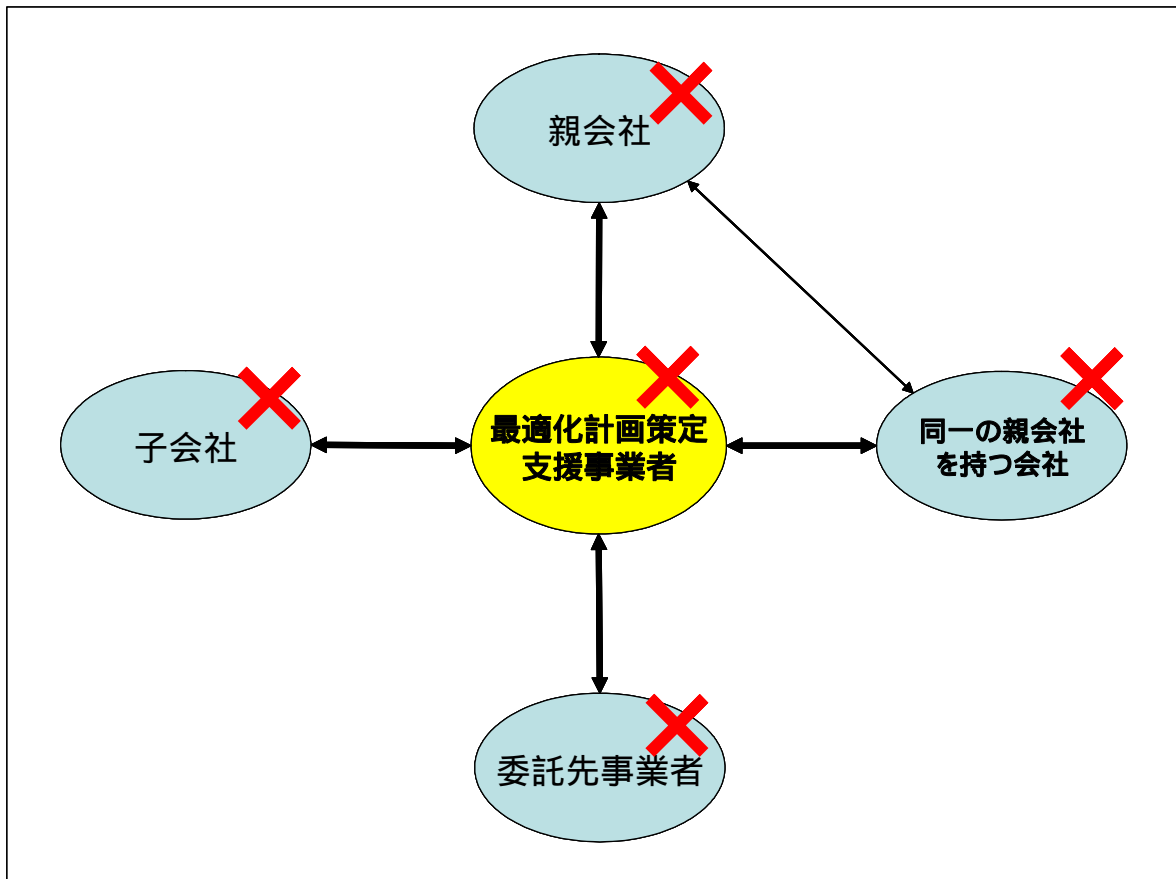 親会社
子会社
最適化計画策定
支援事業者
同一の親会社
を持つ会社
委託先事業者